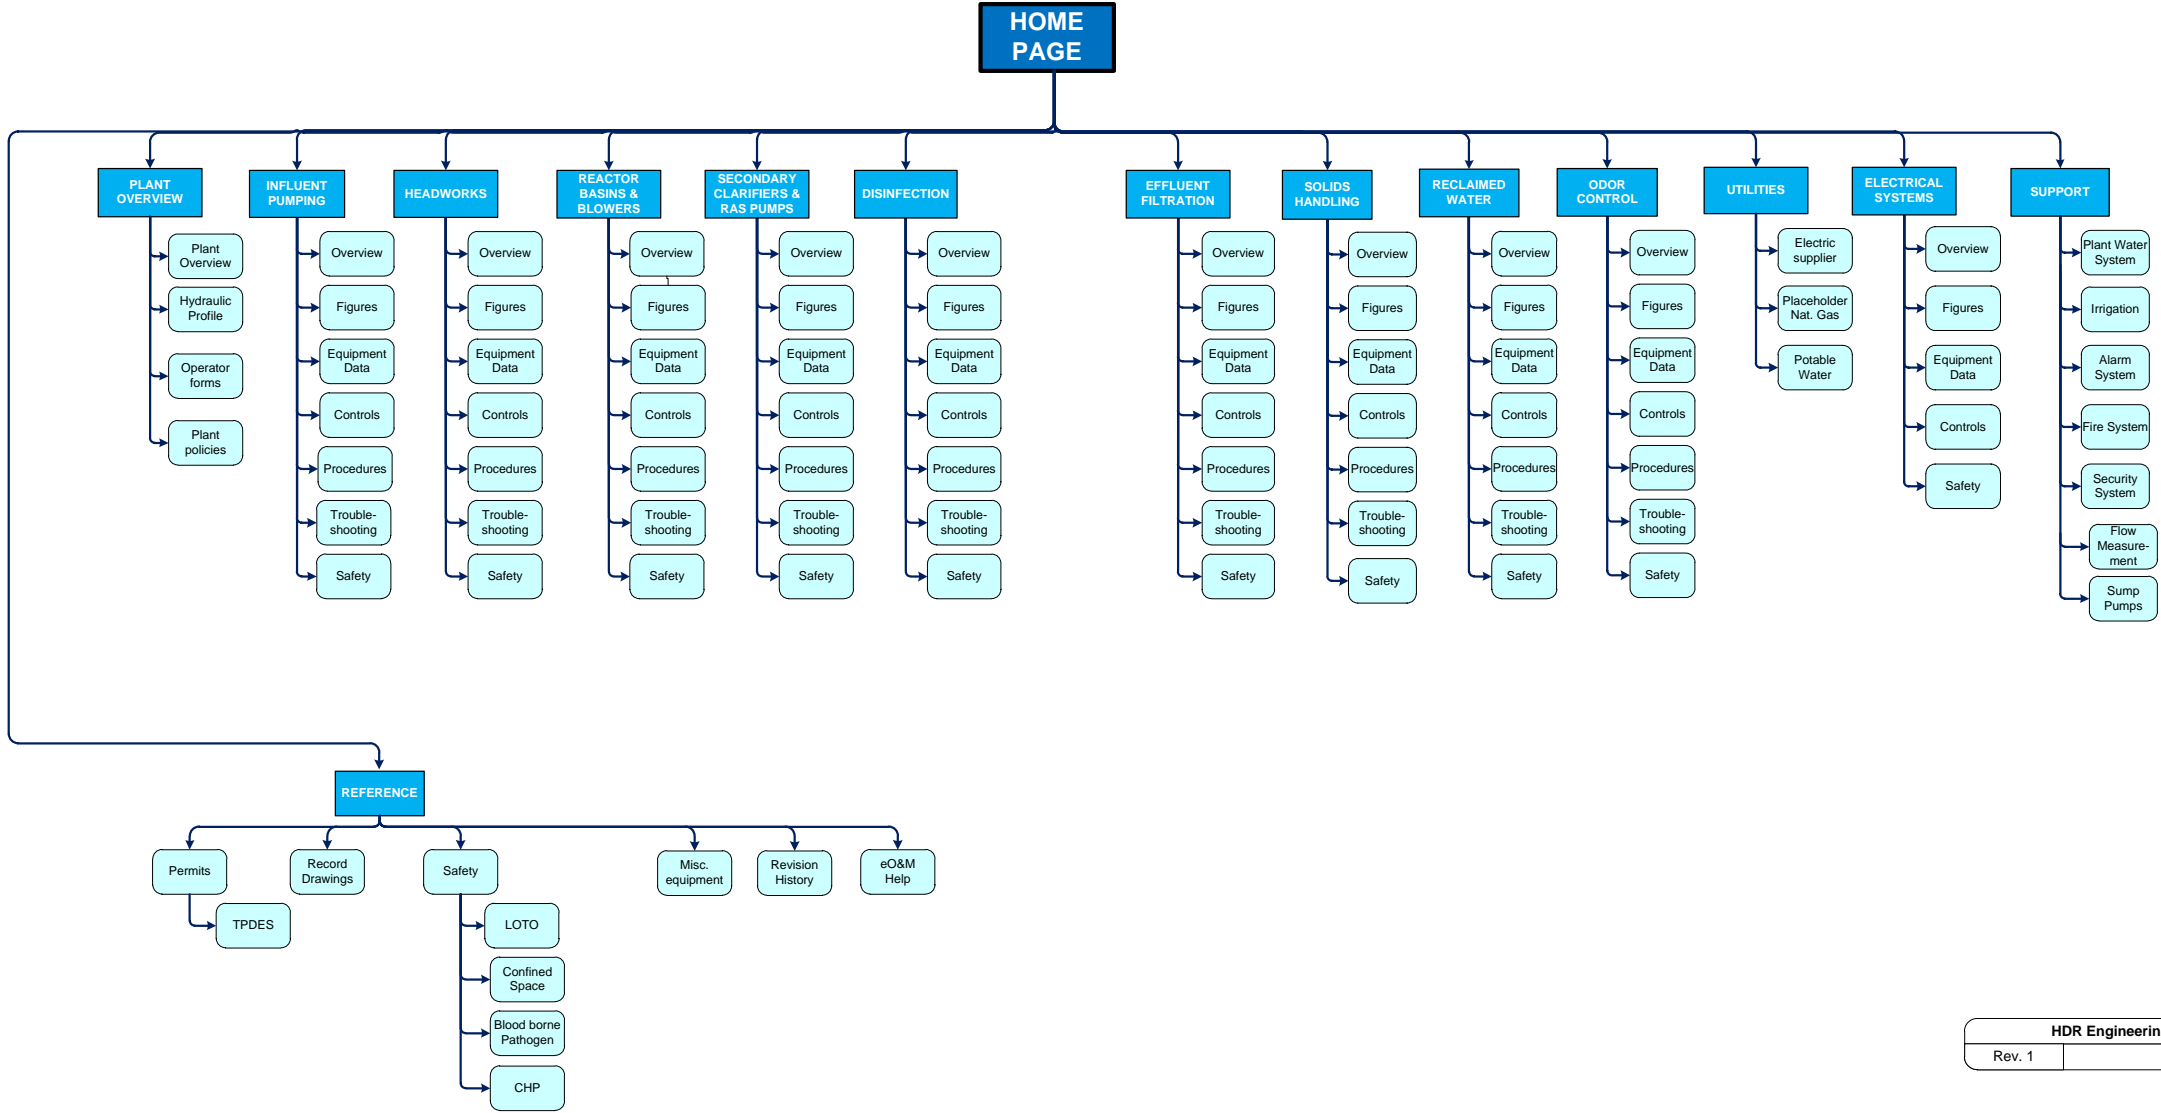 HOME
PAGE
PLANT
OVERVIEW
Plant
Overview
Hydraulic
Profile
Operator
forms
Plant
policies
INFLUENT
PUMPING
Overview
Figures
Equipment
Data
Controls
Procedures
Trouble-
shooting
Safety
HEADWORKS
Overview
Figures
Equipment
Data
Controls
Procedures
Trouble-
shooting
Safety
REACTOR
BASINS &
BLOWERS
Overview
Figures
Equipment
Data
Controls
Procedures
Trouble-
shooting
Safety
SECONDARY
CLARIFIERS &
RAS PUMPS
Overview
Figures
Equipment
Data
Controls
Procedures
Trouble-
shooting
Safety
DISINFECTION
Overview
Figures
Equipment
Data
Controls
Procedures
Trouble-
shooting
Safety
EFFLUENT
FILTRATION
Overview
Figures
Equipment
Data
Controls
Procedures
Trouble-
shooting
Safety
SOLIDS
HANDLING
Overview
Figures
Equipment
Data
Controls
Procedures
Trouble-
shooting
Safety
RECLAIMED
WATER
Overview
Figures
Equipment
Data
Controls
Procedures
Trouble-
shooting
Safety
ODOR
CONTROL
Overview
Figures
Equipment
Data
Controls
Procedures
Trouble-
shooting
Safety
UTILITIES
Electric
supplier
Placeholder
Nat. Gas
Potable
Water
ELECTRICAL
SYSTEMS
Overview
Figures
Equipment
Data
Controls
Safety
SUPPORT
Plant Water
System
Irrigation
Alarm
System
Fire System
Security
System
Flow
Measure-
ment
Sump
Pumps
REFERENCE
Permits
TPDES
Record
Drawings
Safety
LOTO
Confined
Space
Blood borne
Pathogen
CHP
Misc.
equipment
Revision
History
eO&M
Help
HDR Engineerin
Rev. 1